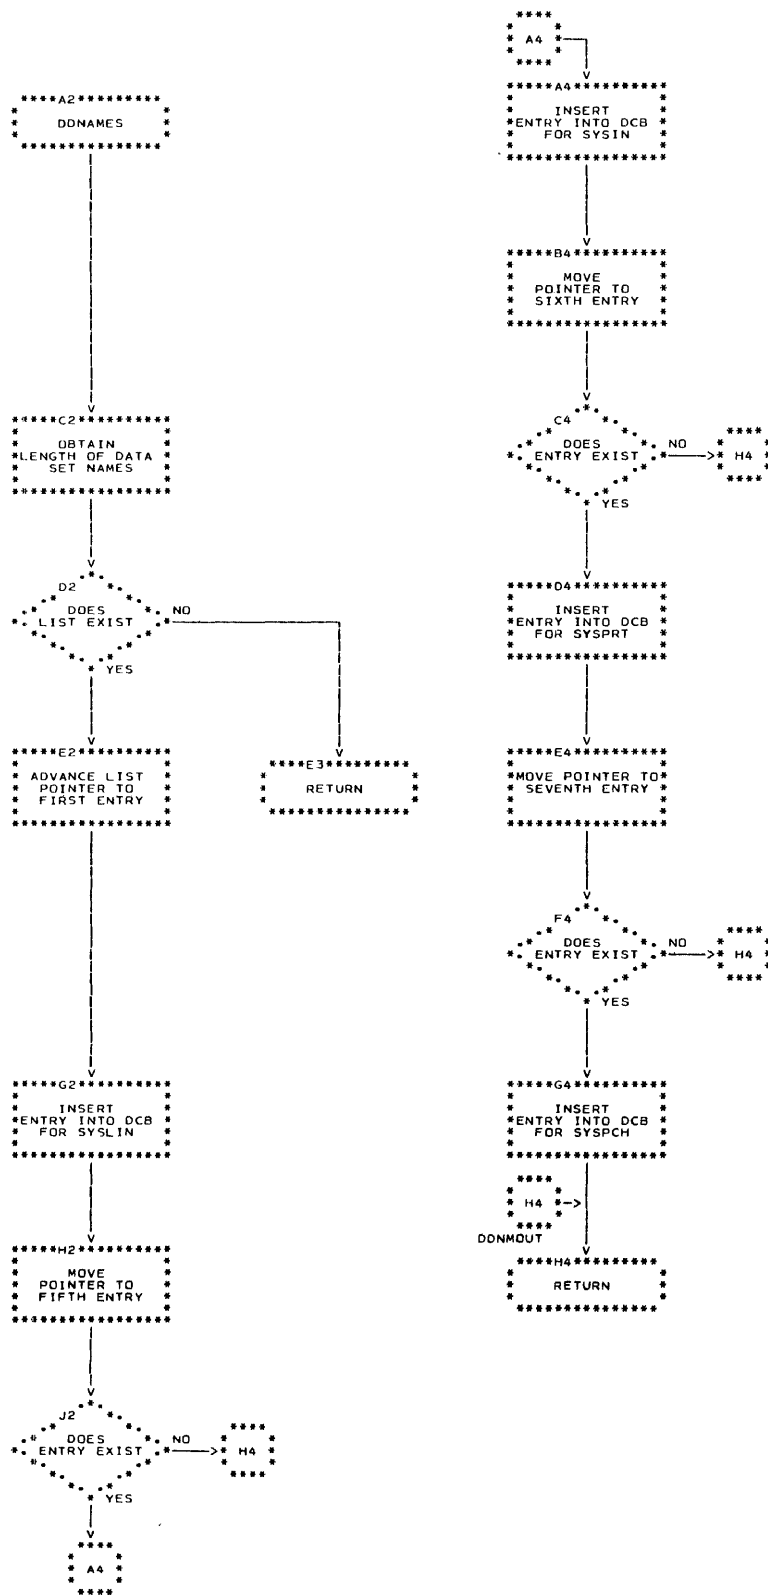 A2
DDNAMES
C2
OBTAIN
LENGTH OF DATA
SET NAMES
D2
DOES
LIST EXIST
NO
YES
E2
ADVANCE LIST
POINTER TO
FIRST ENTRY
E3
RETURN
G2
INSERT
ENTRY INTO DCB
FOR SYSLIN
H2
MOVE
POINTER TO
FIFTH ENTRY
J2
DOES
ENTRY EXIST
NO
H4
YES
A4
A4
A4
INSERT
ENTRY INTO DCB
FOR SYSIN
B4
MOVE
POINTER TO
SIXTH ENTRY
C4
DOES
ENTRY EXIST
NO
H4
YES
D4
INSERT
ENTRY INTO DCB
FOR SYSPRT
E4
MOVE POINTER TO
SEVENTH ENTRY
F4
DOES
ENTRY EXIST
NO
H4
YES
G4
INSERT
ENTRY INTO DCB
FOR SYSPCH
H4
DDNMOUT
H4
RETURN